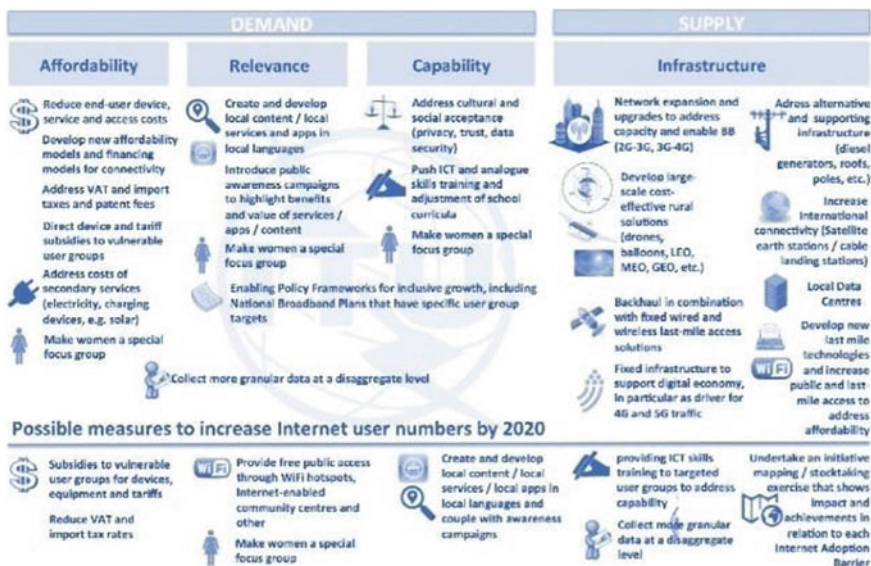 DEMAND
SUPPLY
Affordability
Relevance
Capability
Infrastructure
Reduce end-user device,
service and access costs
Develop new affordability
models and financing
models for connectivity
Address VAT and import
taxes and patent fees
Direct device and tariff
subsidies to vulnerable
user groups
Address costs of
secondary services
(electricity, charging
devices, e.g. solar)
Make women a special
focus group
Create and develop
local content / local
services and apps in
local languages
Introduce public
awareness campaigns
to highlight benefits
and value of services /
apps / content
Make women a special
focus group
Address cultural and
social acceptance
(privacy, trust, data
security)
Push ICT and analogue
skills training and
adjustment of school
curricula
Make women a special
focus group
Enabling Policy Frameworks for inclusive growth, including
National Broadband Plans that have specific user group
targets
Collect more granular data at a disaggregate level
Network expansion and
upgrades to address
capacity and enable BB
(2G-3G, 3G-4G)
Develop large-
scale cost-
effective rural
solutions
(drones,
balloons, LEO,
MEO, GEO, etc.)
Backhaul in combination
with fixed wired and
wireless last-mile access
solutions
Fixed infrastructure to
support digital economy,
in particular as driver for
4G and 5G traffic
Adress alternative
and supporting
infrastructure
(diesel
generators, roofs,
poles, etc.)
Increase
International
connectivity (Satellite
earth stations / cable
landing stations)
Local Data
Centres
Develop new
last mile
technologies
WiFi
and increase
public and last-
mile access to
address
affordability
ITU
Possible measures to increase Internet user numbers by 2020
Subsidies to vulnerable
user groups for devices,
equipment and tariffs
Reduce VAT and
import tax rates
WiFi
Provide free public access
through WiFi hotspots,
Internet-enabled
community centres and
other
Make women a special
focus group
Create and develop
local content / local
services / local apps in
local languages and
couple with awareness
campaigns
providing ICT skills
training to targeted
user groups to address
capability
Collect more granular
data at a disaggregate
level
Undertake an initiative
mapping / stocktaking
exercise that shows
impact and
achievements in
relation to each
Internet Adoption
Barrier